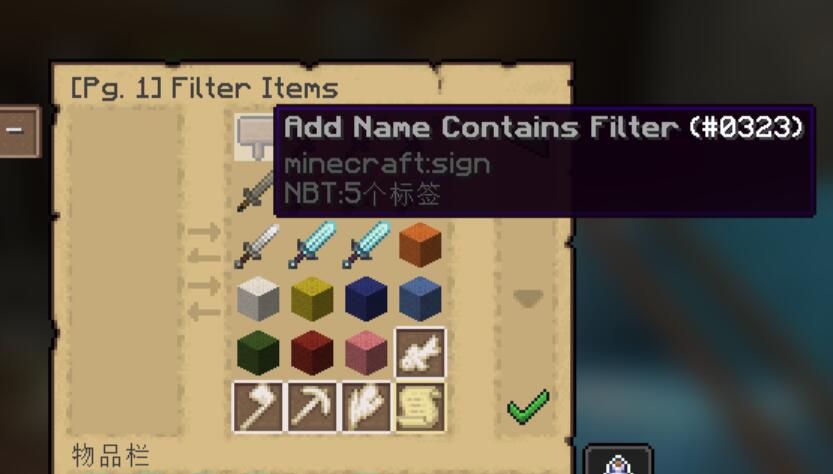 [Pg. 1] Filter Items
Add Name Contains Filter (#0323)
minecraft:sign
NBT:5个标签
物品栏